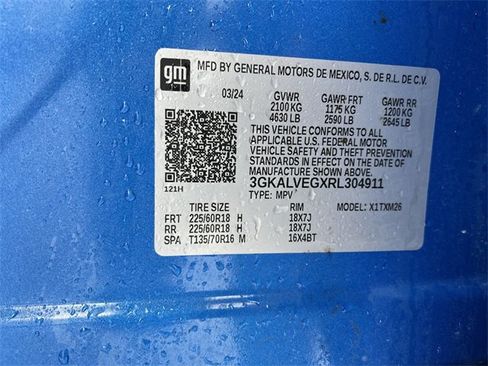 gm
MFD BY GENERAL MOTORS DE MEXICO, S. DE R.L. DE C.V.
03/24 GVWR GAWR FRT GAWR RR
2100 KG 1175 KG 1200 KG
4630 LB 2590 LB 2645 LB
THIS VEHICLE CONFORMS TO ALL
APPLICABLE U.S. FEDERAL MOTOR
VEHICLE SAFETY AND THEFT
PREVENTION STANDARDS IN EFFECT
ON THE DATE OF MANUFACTURE
SHOWN ABOVE.
3GKALVEGXRL304911
121H TYPE: MPV MODEL: X1TXM26
TIRE SIZE RIM
FRT 225/60R18 H 18X7J
RR 225/60R18 H 18X7J
SPA T135/70R16 M 16X4BT